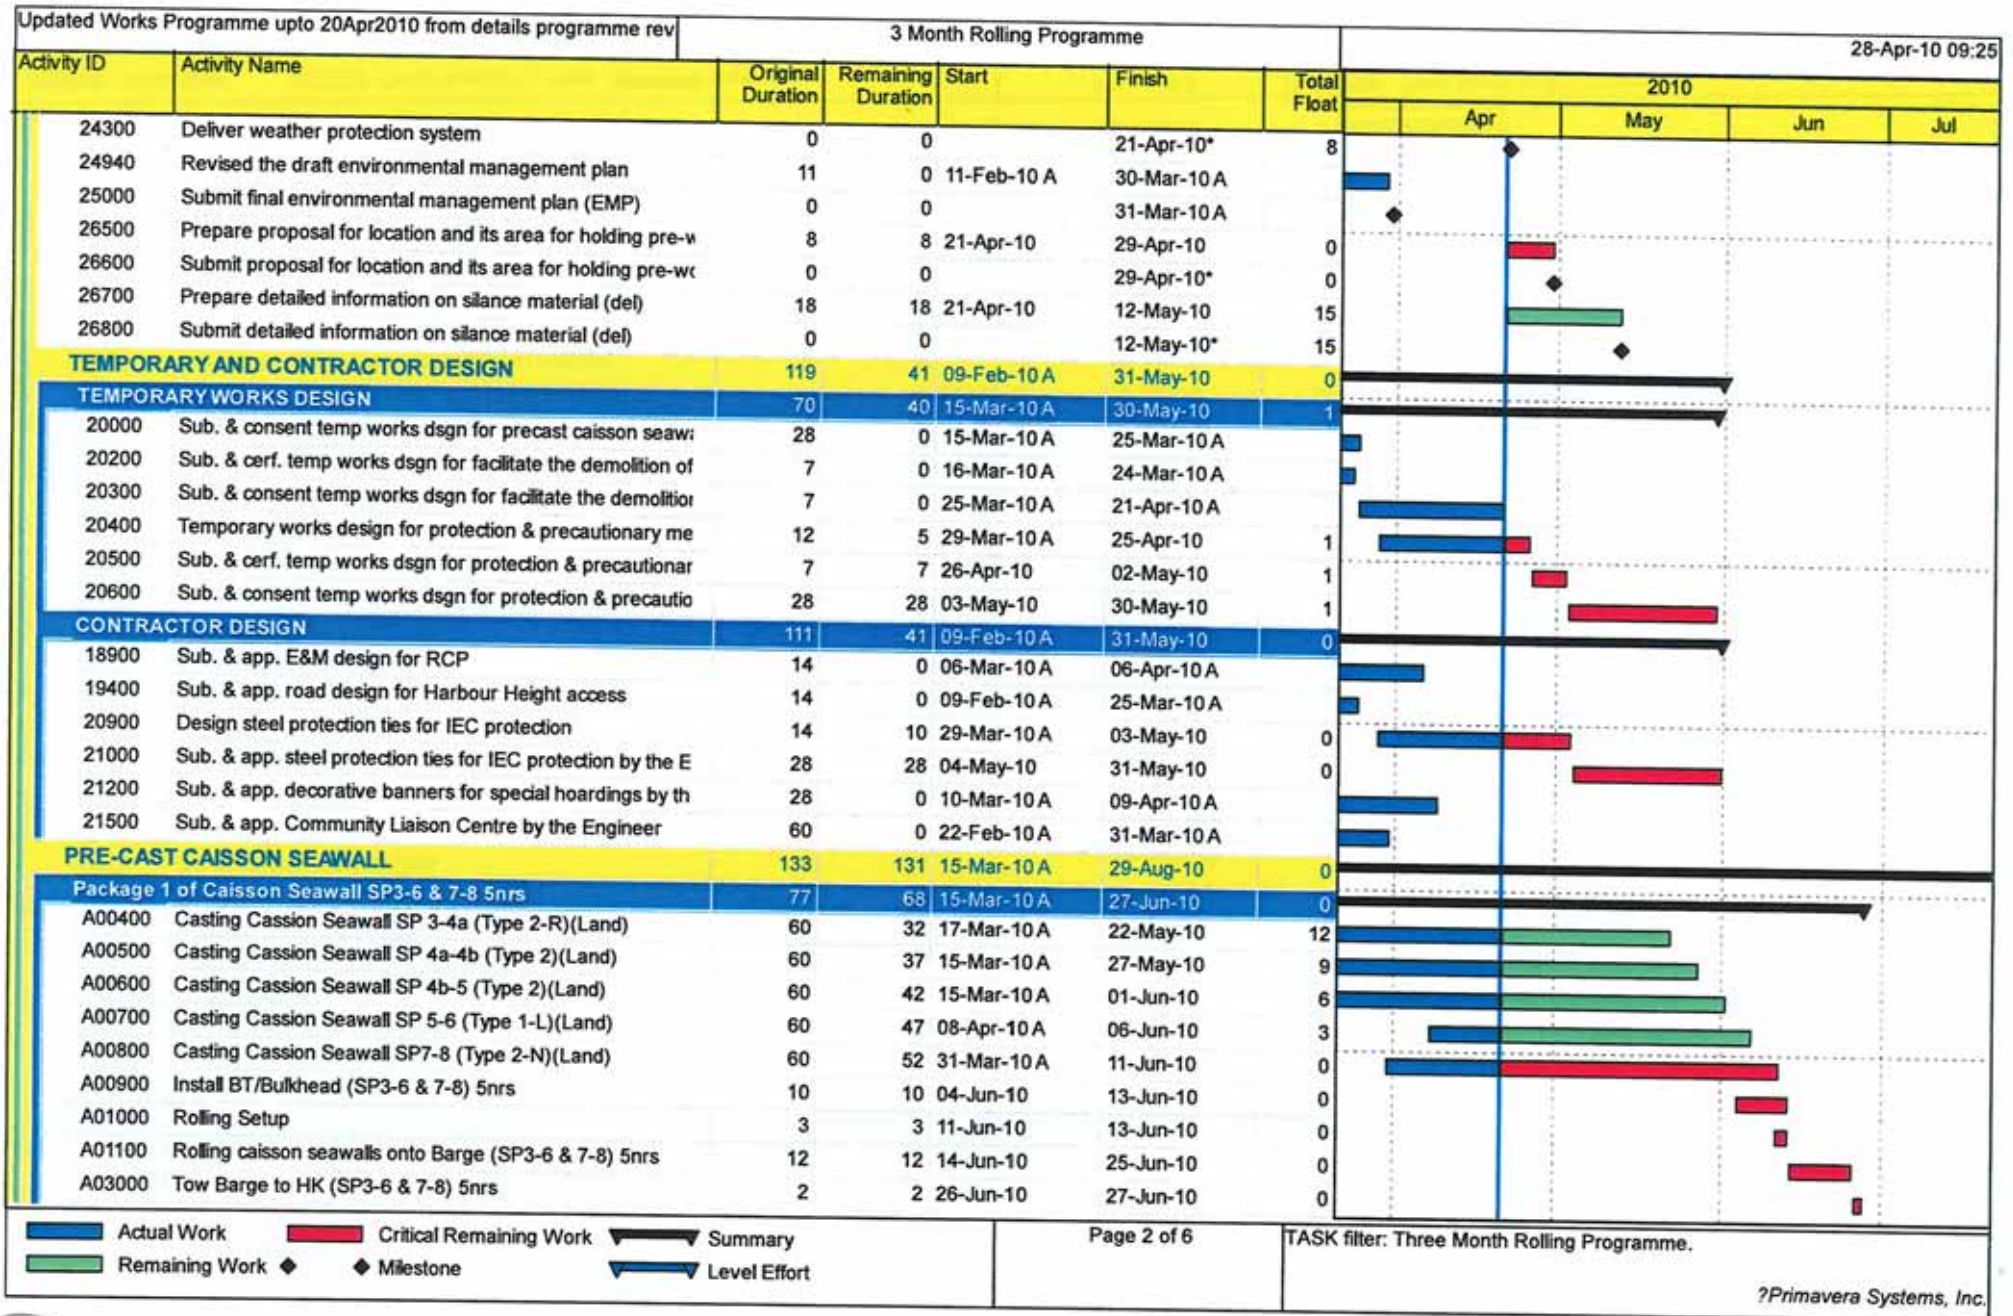 Updated Works Programme upto 20Apr2010 from details programme rev 3 Month Rolling Programme 28-Apr-10 09:25
Activity ID Activity Name Original Duration Remaining Duration Start Finish Total Float 2010
Apr May Jun Jul
24300 Deliver weather protection system 0 0 21-Apr-10* 8
24940 Revised the draft environmental management plan 11 0 11-Feb-10 A 30-Mar-10 A
25000 Submit final environmental management plan (EMP) 0 0 31-Mar-10 A
26500 Prepare proposal for location and its area for holding pre-w 8 8 21-Apr-10 29-Apr-10 0
26600 Submit proposal for location and its area for holding pre-wo 0 0 29-Apr-10* 0
26700 Prepare detailed information on silance material (del) 18 18 21-Apr-10 12-May-10 15
26800 Submit detailed information on silance material (del) 0 0 12-May-10* 15
TEMPORARY AND CONTRACTOR DESIGN 119 41 09-Feb-10 A 31-May-10 0
TEMPORARY WORKS DESIGN 70 40 15-Mar-10 A 30-May-10 1
20000 Sub. & consent temp works dsgn for precast caisson seawa 28 0 15-Mar-10 A 25-Mar-10 A
20200 Sub. & cerf. temp works dsgn for facilitate the demolition of 7 0 16-Mar-10 A 24-Mar-10 A
20300 Sub. & consent temp works dsgn for facilitate the demolition 7 0 25-Mar-10 A 21-Apr-10 A
20400 Temporary works design for protection & precautionary me 12 5 29-Mar-10 A 25-Apr-10 1
20500 Sub. & cerf. temp works dsgn for protection & precautionar 7 7 26-Apr-10 02-May-10 1
20600 Sub. & consent temp works dsgn for protection & precautio 28 28 03-May-10 30-May-10 1
CONTRACTOR DESIGN 111 41 09-Feb-10 A 31-May-10 0
18900 Sub. & app. E&M design for RCP 14 0 06-Mar-10 A 06-Apr-10 A
19400 Sub. & app. road design for Harbour Height access 14 0 09-Feb-10 A 25-Mar-10 A
20900 Design steel protection ties for IEC protection 14 10 29-Mar-10 A 03-May-10 0
21000 Sub. & app. steel protection ties for IEC protection by the E 28 28 04-May-10 31-May-10 0
21200 Sub. & app. decorative banners for special hoardings by th 28 0 10-Mar-10 A 09-Apr-10 A
21500 Sub. & app. Community Liaison Centre by the Engineer 60 0 22-Feb-10 A 31-Mar-10 A
PRE-CAST CAISSON SEAWALL 133 131 15-Mar-10 A 29-Aug-10 0
Package 1 of Caisson Seawall SP3-6 & 7-8 5nrs 77 68 15-Mar-10 A 27-Jun-10 0
A00400 Casting Cassion Seawall SP 3-4a (Type 2-R)(Land) 60 32 17-Mar-10 A 22-May-10 12
A00500 Casting Cassion Seawall SP 4a-4b (Type 2)(Land) 60 37 15-Mar-10 A 27-May-10 9
A00600 Casting Cassion Seawall SP 4b-5 (Type 2)(Land) 60 42 15-Mar-10 A 01-Jun-10 6
A00700 Casting Cassion Seawall SP 5-6 (Type 1-L)(Land) 60 47 08-Apr-10 A 06-Jun-10 3
A00800 Casting Cassion Seawall SP7-8 (Type 2-N)(Land) 60 52 31-Mar-10 A 11-Jun-10 0
A00900 Install BT/Bulkhead (SP3-6 & 7-8) 5nrs 10 10 04-Jun-10 13-Jun-10 0
A01000 Rolling Setup 3 3 11-Jun-10 13-Jun-10 0
A01100 Rolling caisson seawalls onto Barge (SP3-6 & 7-8) 5nrs 12 12 14-Jun-10 25-Jun-10 0
A03000 Tow Barge to HK (SP3-6 & 7-8) 5nrs 2 2 26-Jun-10 27-Jun-10 0
Actual Work Critical Remaining Work Summary Page 2 of 6 TASK filter: Three Month Rolling Programme.
Remaining Work Milestone Level Effort
?Primavera Systems, Inc.